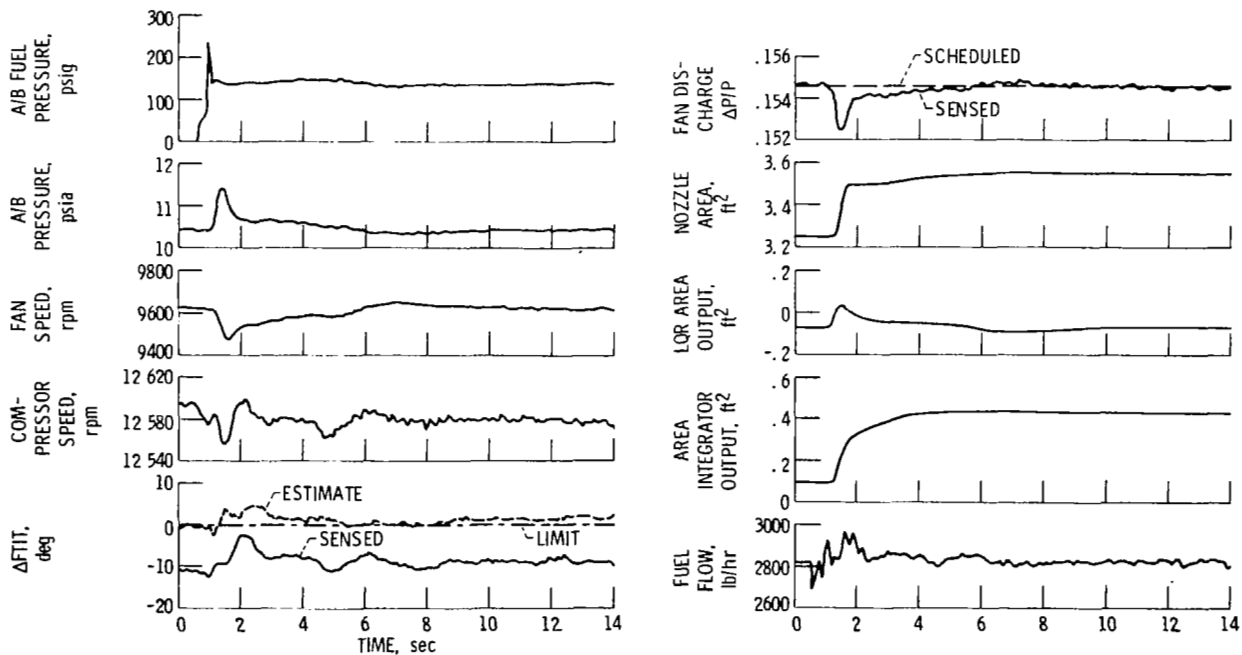 A/B FUEL
PRESSURE,
psig
300
200
100
0
A/B
PRESSURE,
psia
12
11
10
FAN
SPEED,
rpm
9800
9600
9400
COM-
PRESSOR
SPEED,
rpm
12 620
12 580
12 540
ΔFTIT,
deg
10
0
-10
-20
ESTIMATE
SENSED
LIMIT
0 2 4 6 8 10 12 14
TIME, sec
FAN DIS-
CHARGE
ΔP/P
.156
.154
.152
SCHEDULED
SENSED
NOZZLE
AREA,
ft2
3.6
3.4
3.2
LQR AREA
OUTPUT,
ft2
.2
0
-.2
AREA
INTEGRATOR
OUTPUT, ft2
.6
.4
.2
0
FUEL
FLOW,
lb/hr
3000
2800
2600
0 2 4 6 8 10 12 14